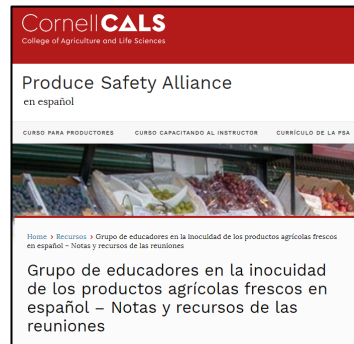 CornellCALS
College of Agriculture and Life Sciences
Produce Safety Alliance
en español
CURSO PARA PRODUCTORES CURSO CAPACITANDO AL INSTRUCTOR CURRÍCULO DE LA PSA
Home › Recursos › Grupo de educadores en la inocuidad de los productos agrícolas frescos
en español – Notas y recursos de las reuniones
Grupo de educadores en la inocuidad
de los productos agrícolas frescos en
español – Notas y recursos de las
reuniones